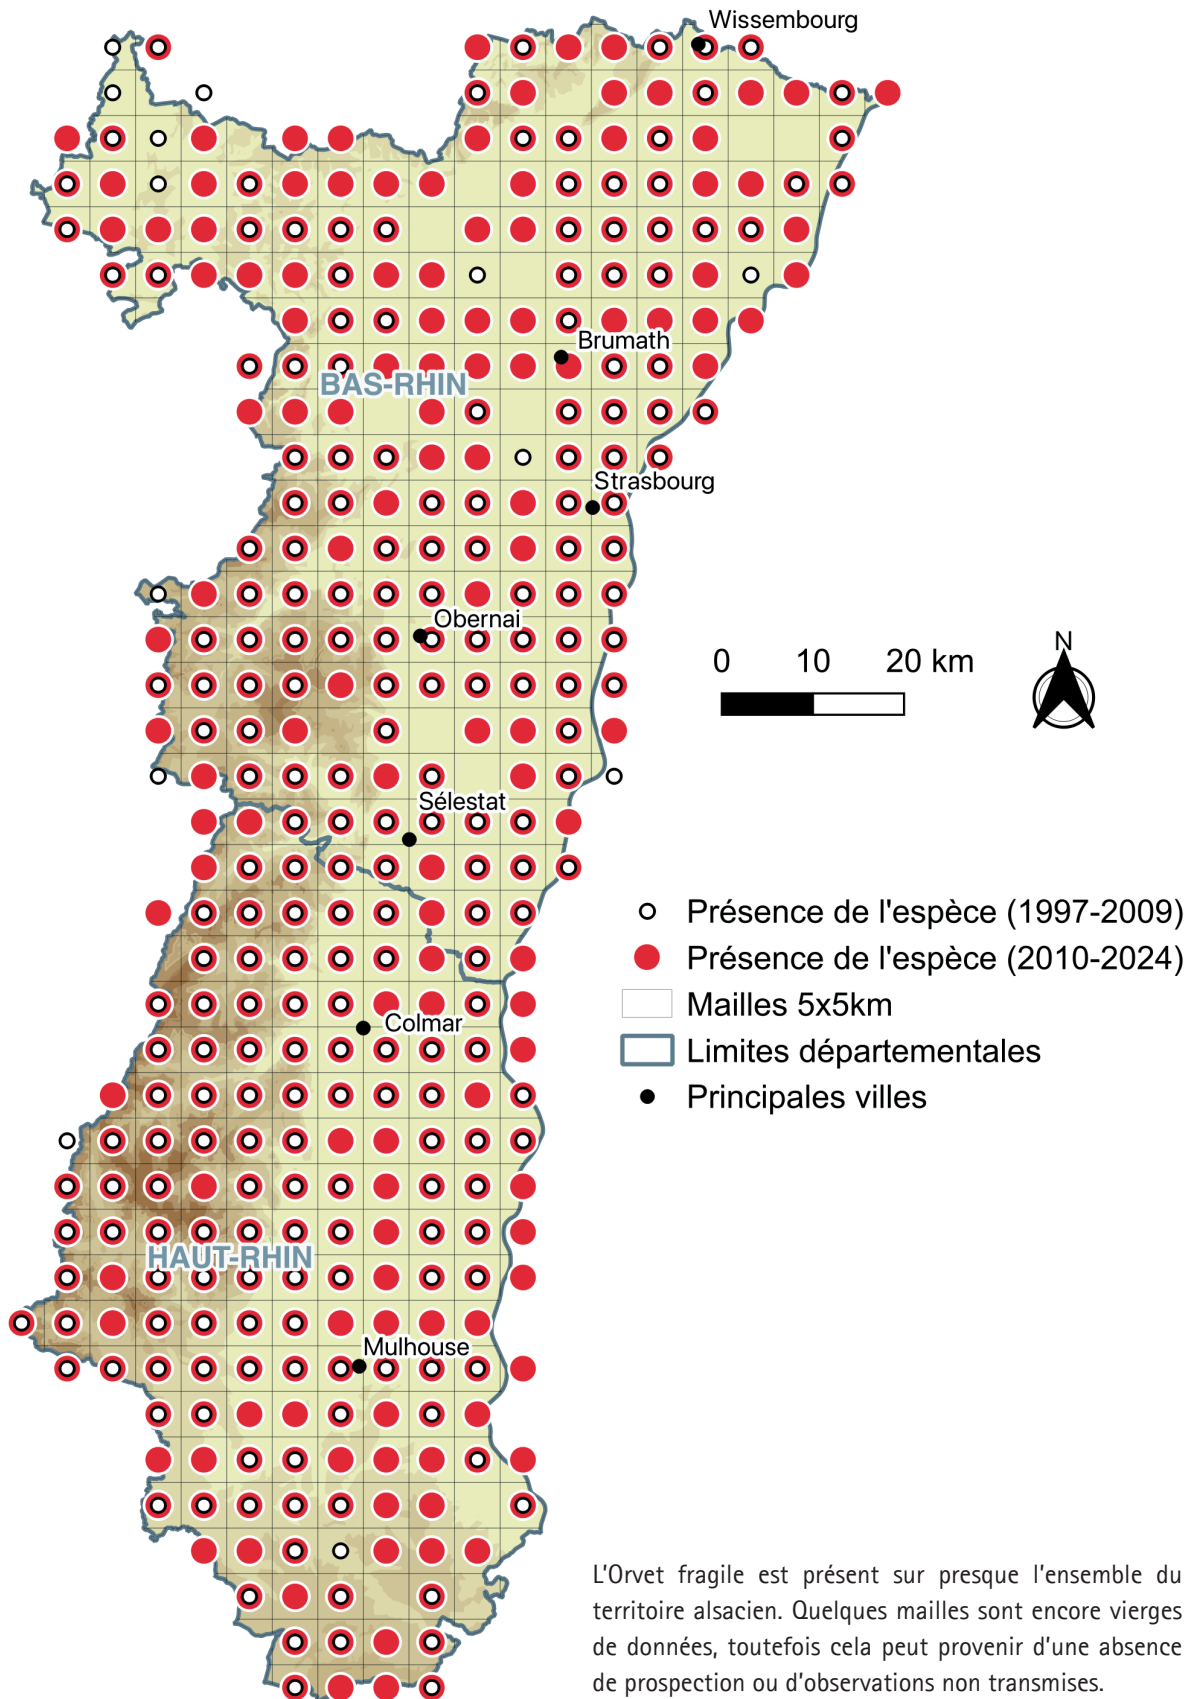 Wissembourg
Brumath
BAS-RHIN
Strasbourg
Obernai
0 10 20 km
N
Sélestat
Présence de l'espèce (1997-2009)
Présence de l'espèce (2010-2024)
Mailles 5x5km
Limites départementales
Principales villes
Colmar
HAUT-RHIN
Mulhouse
L'Orvet fragile est présent sur presque l'ensemble du
territoire alsacien. Quelques mailles sont encore vierges
de données, toutefois cela peut provenir d'une absence
de prospection ou d'observations non transmises.